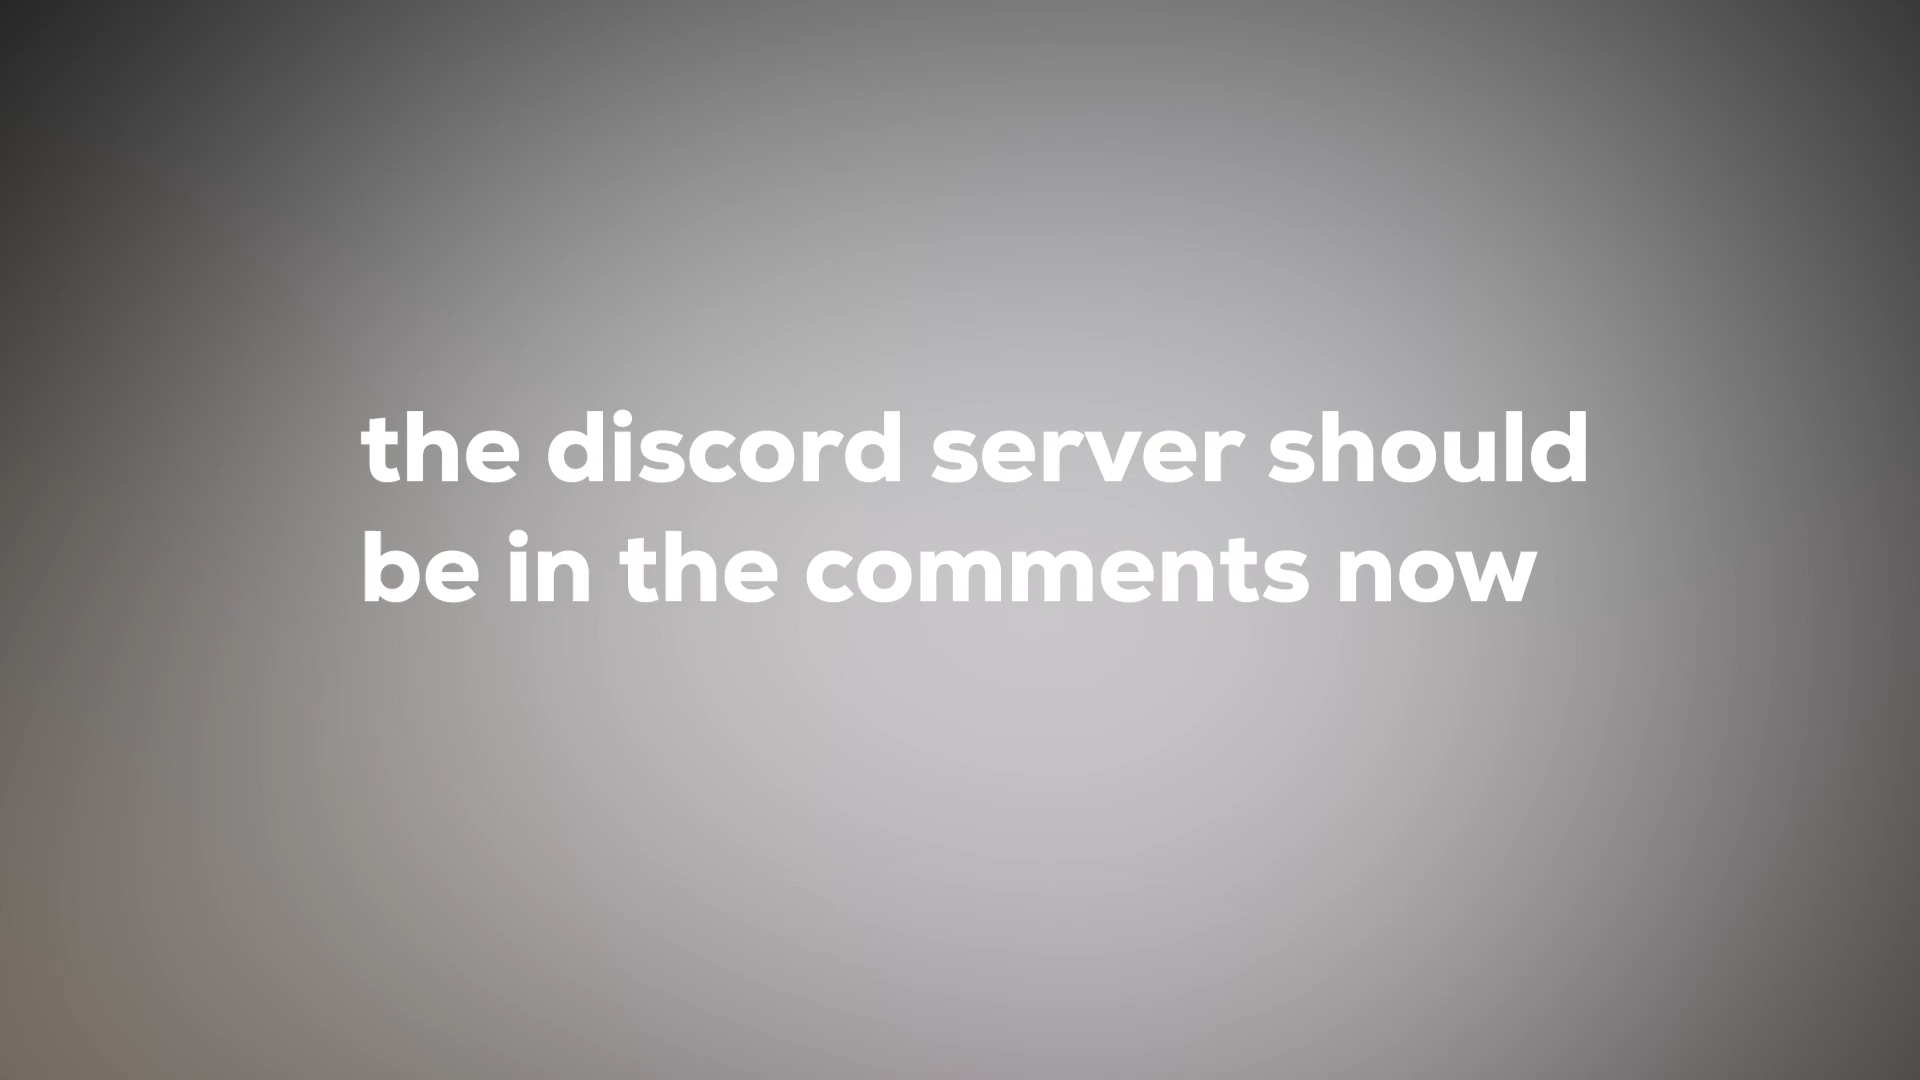 the discord server should
be in the comments now